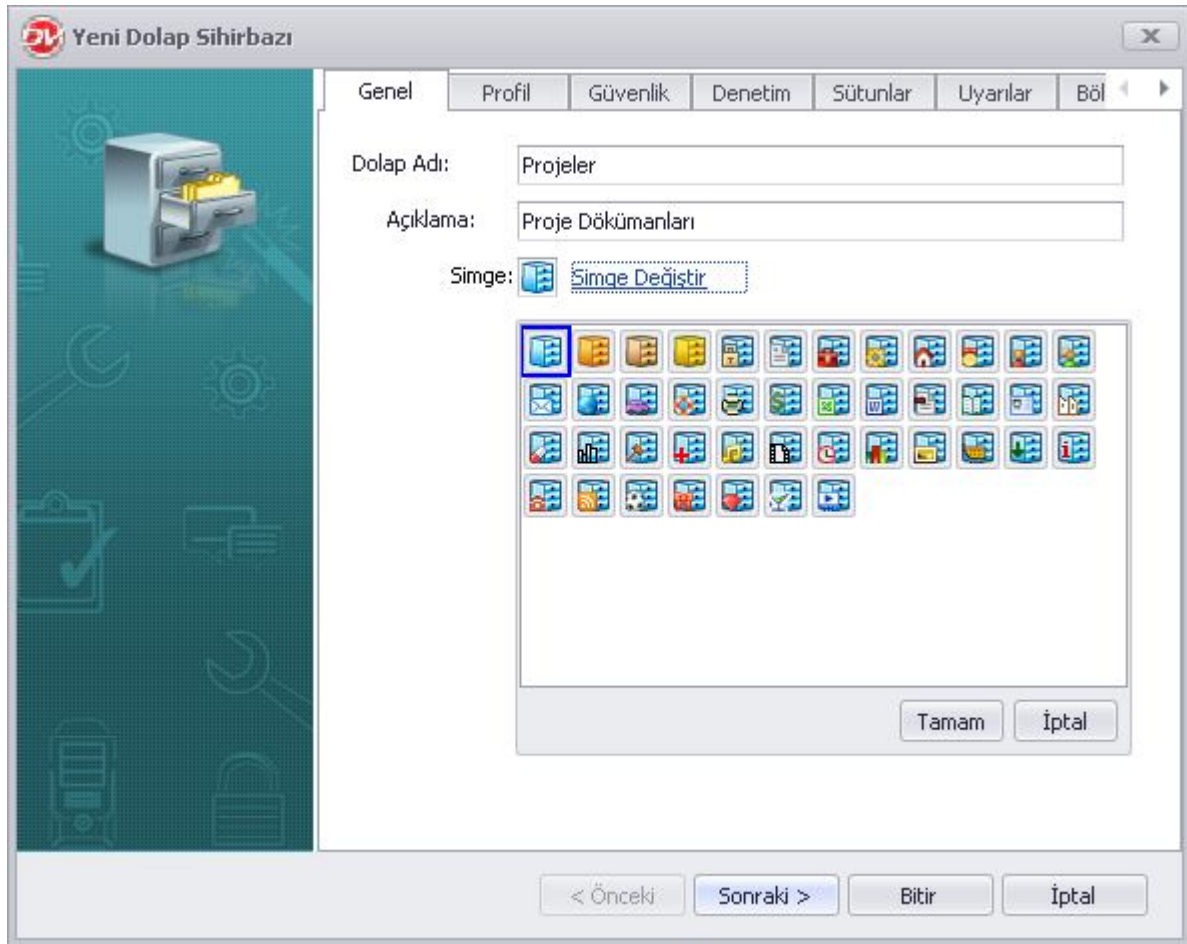 Yeni Dolap Sihirbazı
Genel Profil Güvenlik Denetim Sütunlar Uyarılar Böl
Dolap Adı: Projeler
Açıklama: Proje Dökümanları
Simge: Simge Değiştir
Tamam İptal
< Önceki Sonraki > Bitir İptal